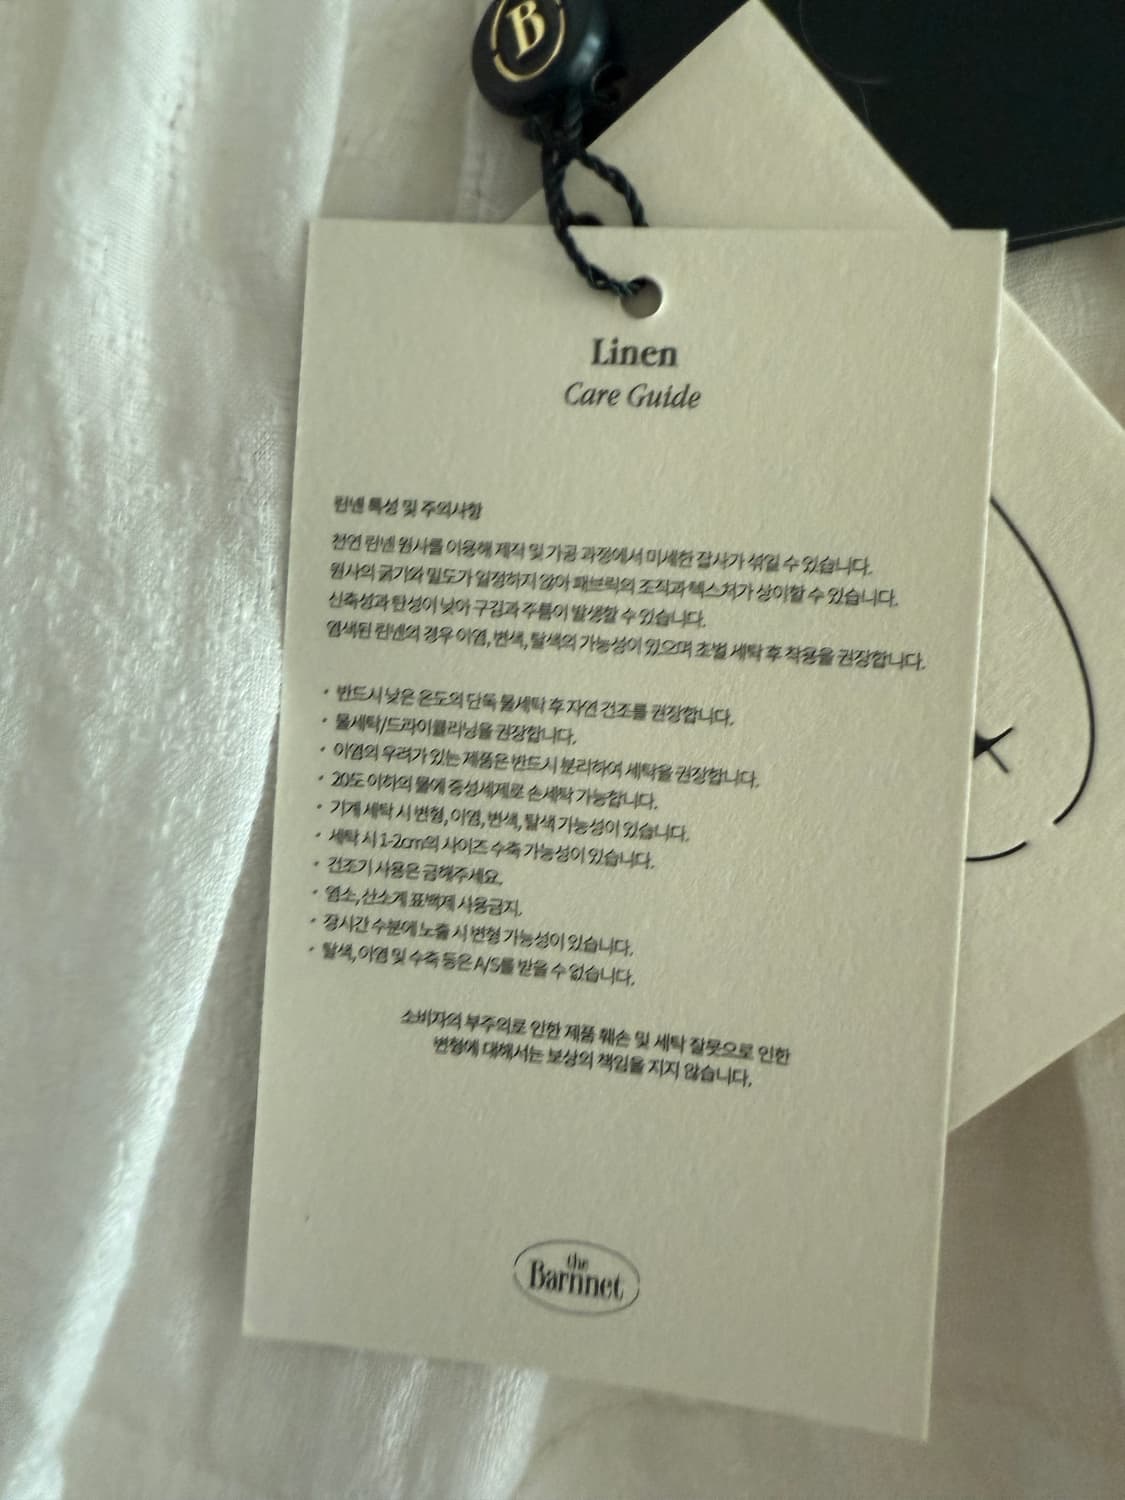 B
Linen
Care Guide
린넨 특성 및 주의사항
천연 린넨 원사를 이용해 제작 및 가공 과정에서 미세한 잡사가 섞일 수 있습니다.
원사의 굵기와 밀도가 일정하지 않아 패브릭의 조직과 텍스쳐가 상이할 수 있습니다.
신축성과 탄성이 낮아 구김과 주름이 발생할 수 있습니다.
염색된 린넨의 경우 이염, 변색, 탈색의 가능성이 있으며 초벌 세탁 후 착용을 권장합니다.
• 반드시 낮은 온도의 단독 물세탁 후 자연 건조를 권장합니다.
• 물세탁/드라이클리닝을 권장합니다.
• 이염의 우려가 있는 제품은 반드시 분리하여 세탁을 권장합니다.
• 20도 이하의 물에 중성세제로 손세탁 가능합니다.
• 기계 세탁 시 변형, 이염, 변색, 탈색 가능성이 있습니다.
• 세탁 시 1-2cm의 사이즈 수축 가능성이 있습니다.
• 건조기 사용은 금해주세요.
• 염소, 산소계 표백제 사용금지.
• 장시간 수분에 노출 시 변형 가능성이 있습니다.
• 탈색, 이염 및 수축 등은 A/S를 받을 수 없습니다.
소비자의 부주의로 인한 제품 훼손 및 세탁 잘못으로 인한
변형에 대해서는 보상의 책임을 지지 않습니다.
the
Barnnet